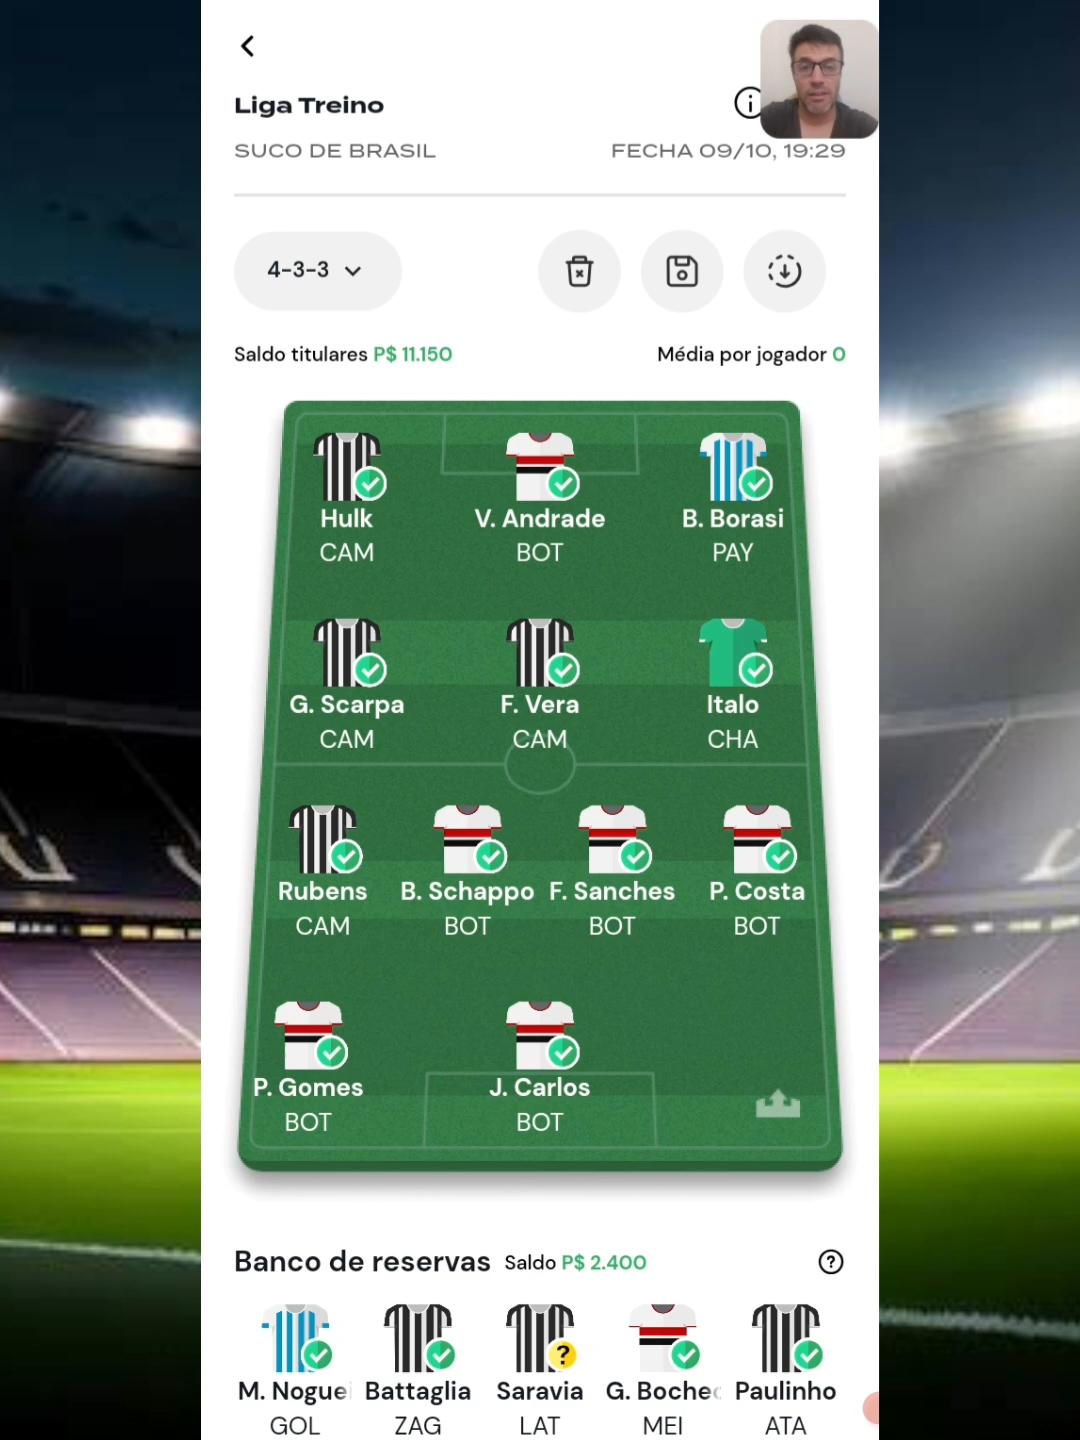 Liga Treino
SUCO DE BRASIL FECHA 09/10, 19:29
4-3-3
Saldo titulares P$ 11.150 Média por jogador 0
Hulk V. Andrade B. Borasi
CAM BOT PAY
G. Scarpa F. Vera Italo
CAM CAM CHA
Rubens B. Schappo F. Sanches P. Costa
CAM BOT BOT BOT
P. Gomes J. Carlos
BOT BOT
Banco de reservas Saldo P$ 2.400 ?
?
M. Nogue Battaglia Saravia G. Bochec Paulinho
GOL ZAG LAT MEI ATA